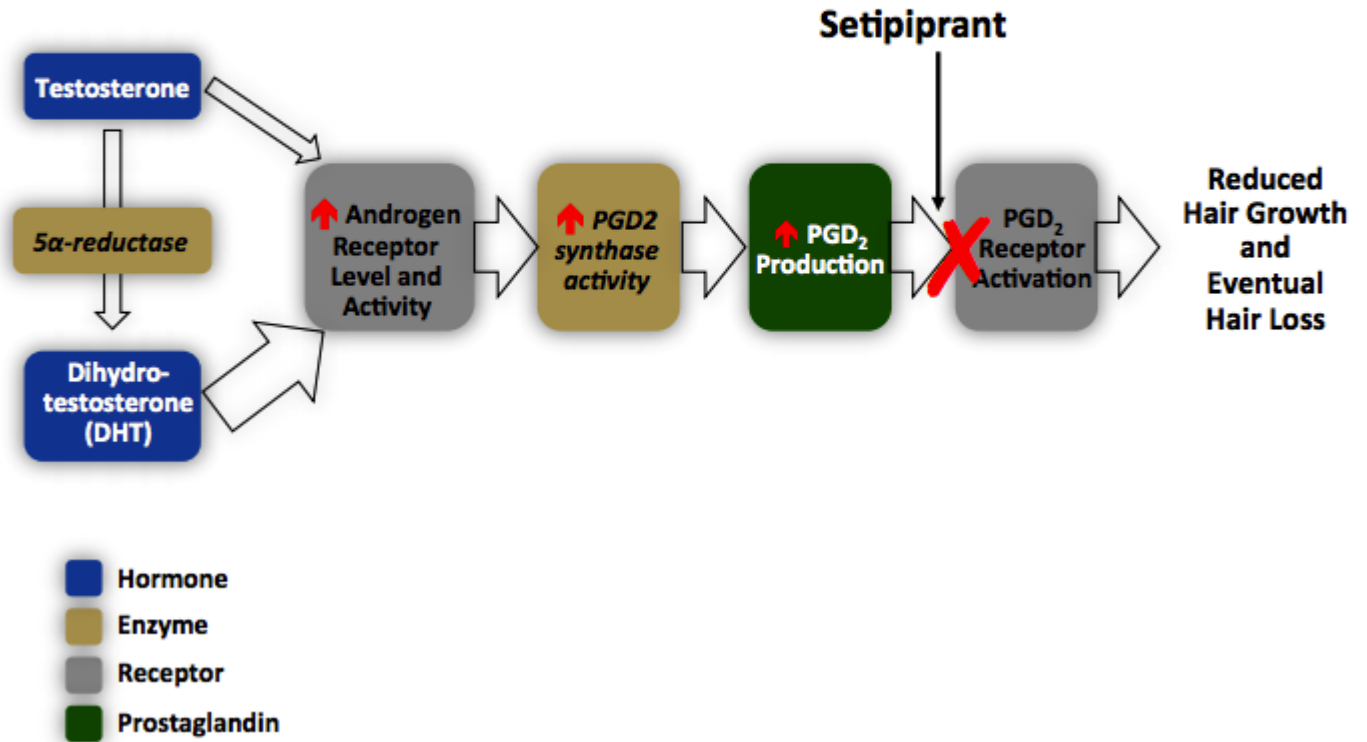 Setipiprant
Testosterone
5α-reductase
Dihydro-
testosterone
(DHT)
Androgen
Receptor
Level and
Activity
PGD2
synthase
activity
PGD₂
Production
PGD₂
Receptor
Activation
Reduced
Hair Growth
and
Eventual
Hair Loss
Hormone
Enzyme
Receptor
Prostaglandin